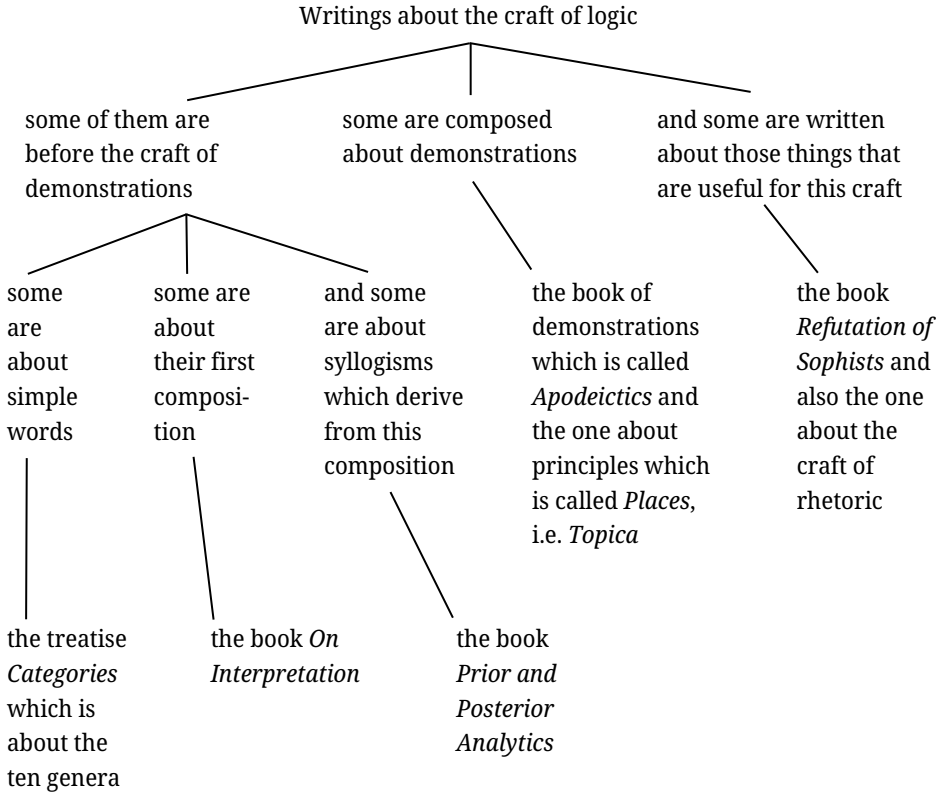 Writings about the craft of logic
some of them are
before the craft of
demonstrations
some are composed
about demonstrations
and some are written
about those things that
are useful for this craft
some
are
about
simple
words
some are
about
their first
composi-
tion
and some
are about
syllogisms
which derive
from this
composition
the book of
demonstrations
which is called
Apodeictics and
the one about
principles which
is called Places,
i.e. Topica
the book
Refutation of
Sophists and
also the one
about the
craft of
rhetoric
the treatise
Categories
which is
about the
ten genera
the book On
Interpretation
the book
Prior and
Posterior
Analytics